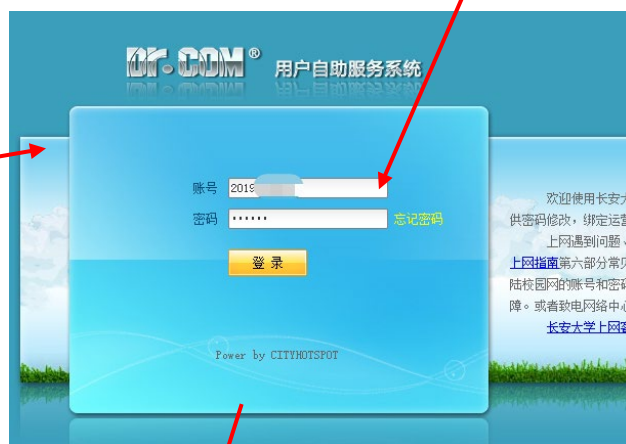 Dr.COM® 用户自助服务系统
账号 2019
密码 •••••• 忘记密码
登录
Power by CITYHOTSPOT
欢迎使用长安大
供密码修改，绑定运营
上网遇到问题
上网指南第六部分常见
陆校园网的账号和密码
障。或者致电网络中心
长安大学上网客